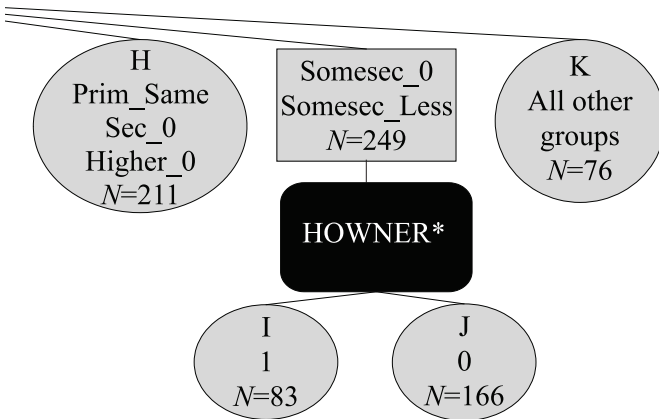 H
Prim_Same
Sec_0
Higher_0
N=211
Somesec_0
Somesec_Less
N=249
K
All other
groups
N=76
HOWNER*
I
1
N=83
J
0
N=166